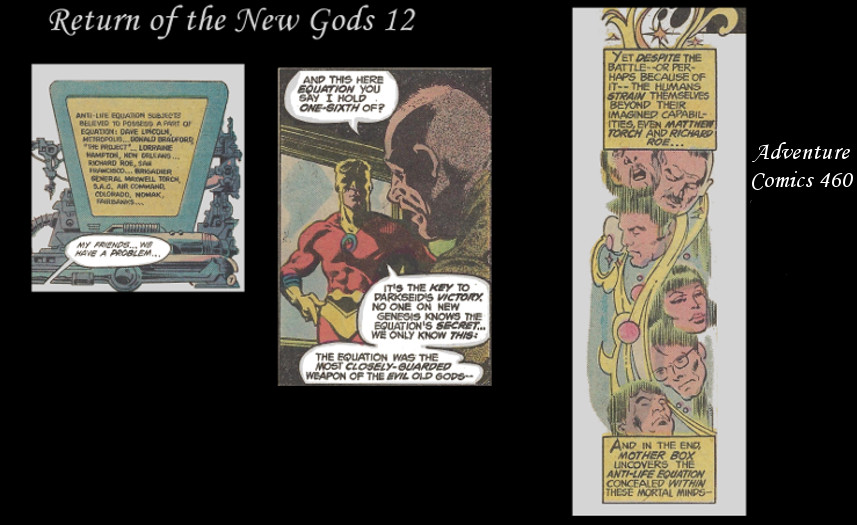 Return of the New Gods 12
ANTI-LIFE EQUATION SUBJECTS
BELIEVED TO POSSESS A PART OF
EQUATION: DAVE LINCOLN,
METROPOLIS... DONALD BRADFORD,
"THE PROJECT"... LORRAINE
HAMPTON, NEW ORLEANS...
RICHARD ROE, SAN
FRANCISCO... BRIGADIER
GENERAL MAXWELL TORCH,
S.A.C. AIR COMMAND,
COLORADO, NOMAK,
FAIRBANKS...
MY FRIENDS... WE
HAVE A PROBLEM...
AND THIS HERE
EQUATION YOU
SAY I HOLD
ONE-SIXTH OF?
IT'S THE KEY TO
DARKSEID'S VICTORY.
NO ONE ON NEW
GENESIS KNOWS THE
EQUATION'S SECRET...
WE ONLY KNOW THIS:
THE EQUATION WAS THE
MOST CLOSELY-GUARDED
WEAPON OF THE EVIL OLD GODS--
YET DESPITE THE
BATTLE--OR PER-
HAPS BECAUSE OF
IT--THE HUMANS
STRAIN THEMSELVES
BEYOND THEIR
IMAGINED CAPABIL-
ITIES, EVEN MATTHEW
TORCH AND RICHARD
ROE...
AND IN THE END,
MOTHER BOX
UNCOVERS THE
ANTI-LIFE EQUATION
CONCEALED WITHIN
THESE MORTAL MINDS--
Adventure
Comics 460